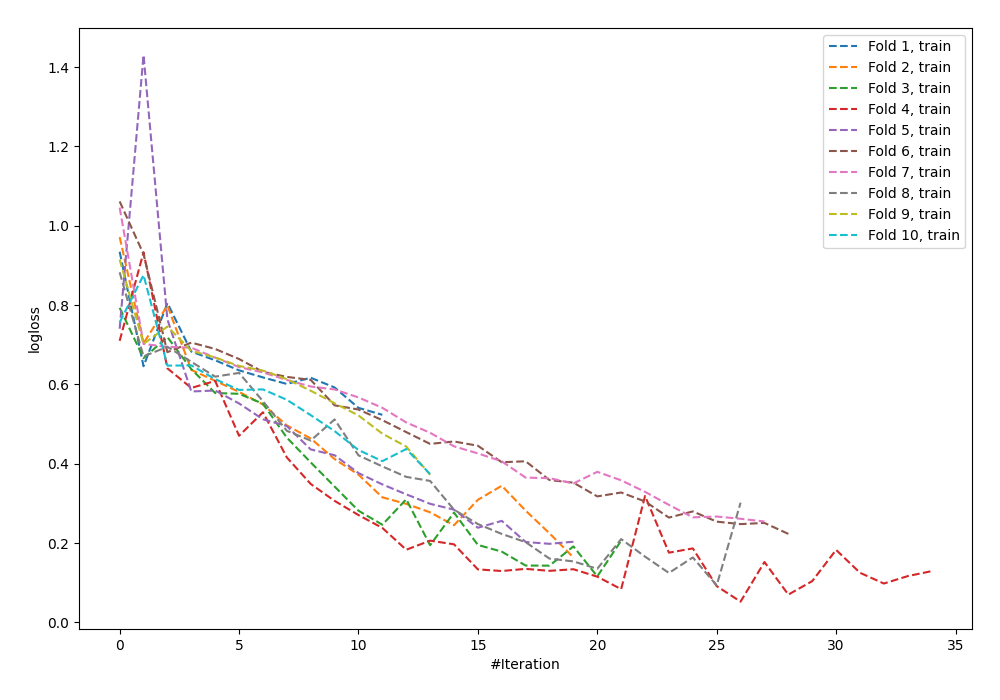 1.4
1.2
1.0
0.8
0.6
0.4
0.2
0.0
logloss
0
5
10
15
20
25
30
35
#Iteration
Fold 1, train
Fold 2, train
Fold 3, train
Fold 4, train
Fold 5, train
Fold 6, train
Fold 7, train
Fold 8, train
Fold 9, train
Fold 10, train